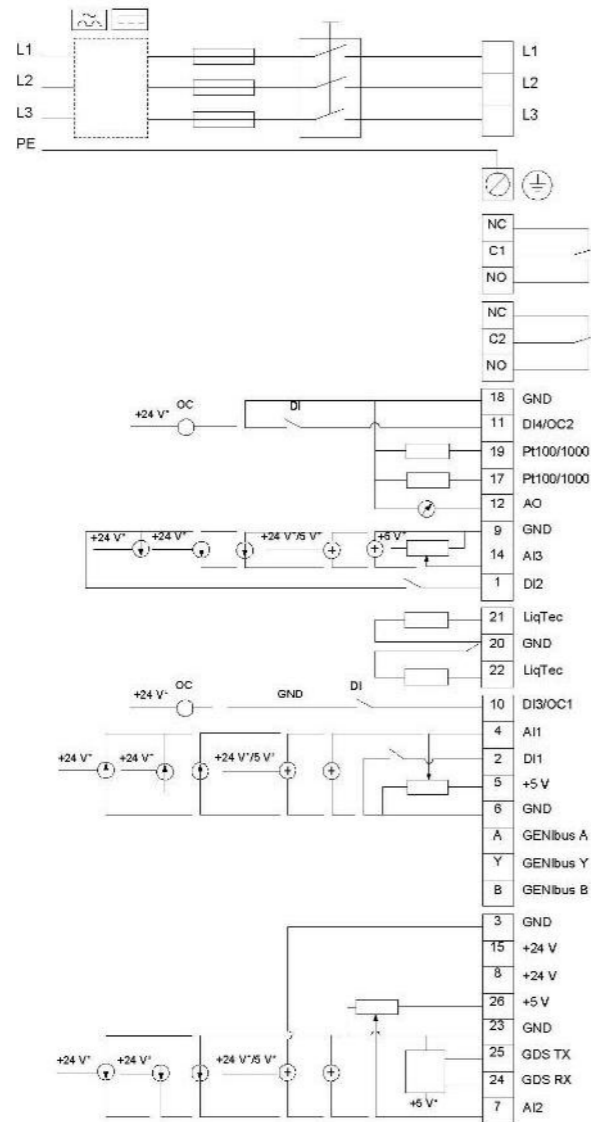 L1 L1
L2 L2
L3 L3
PE
NC
C1
NO
NC
C2
NO
18 GND
+24 V* OC DI 11 DI4/OC2
19 Pt100/1000
17 Pt100/1000
12 AO
9 GND
+24 V* +24 V* +24 V*/5 V* +5 V* 14 AI3
1 DI2
21 LiqTec
20 GND
22 LiqTec
+24 V* OC GND DI 10 DI3/OC1
4 AI1
+24 V* +24 V* +24 V*/5 V* 2 DI1
5 +5 V
6 GND
A GENIbus A
Y GENIbus Y
B GENIbus B
3 GND
15 +24 V
8 +24 V
26 +5 V
23 GND
+24 V* +24 V* +24 V*/5 V* 25 GDS TX
24 GDS RX
+5 V* 7 AI2